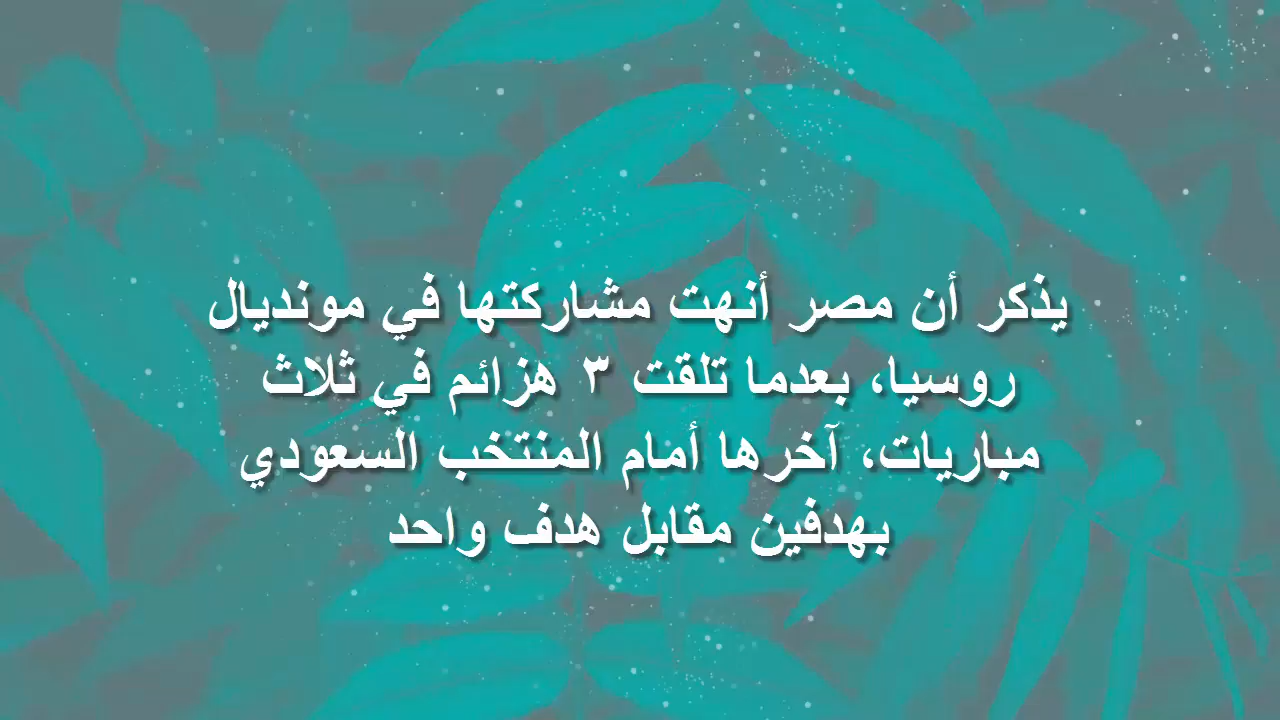 يذكر أن مصر أنهت مشاركتها في مونديال
روسيا، بعدما تلقت ٣ هزائم في ثلاث
مباريات، آخرها أمام المنتخب السعودي
بهدفين مقابل هدف واحد